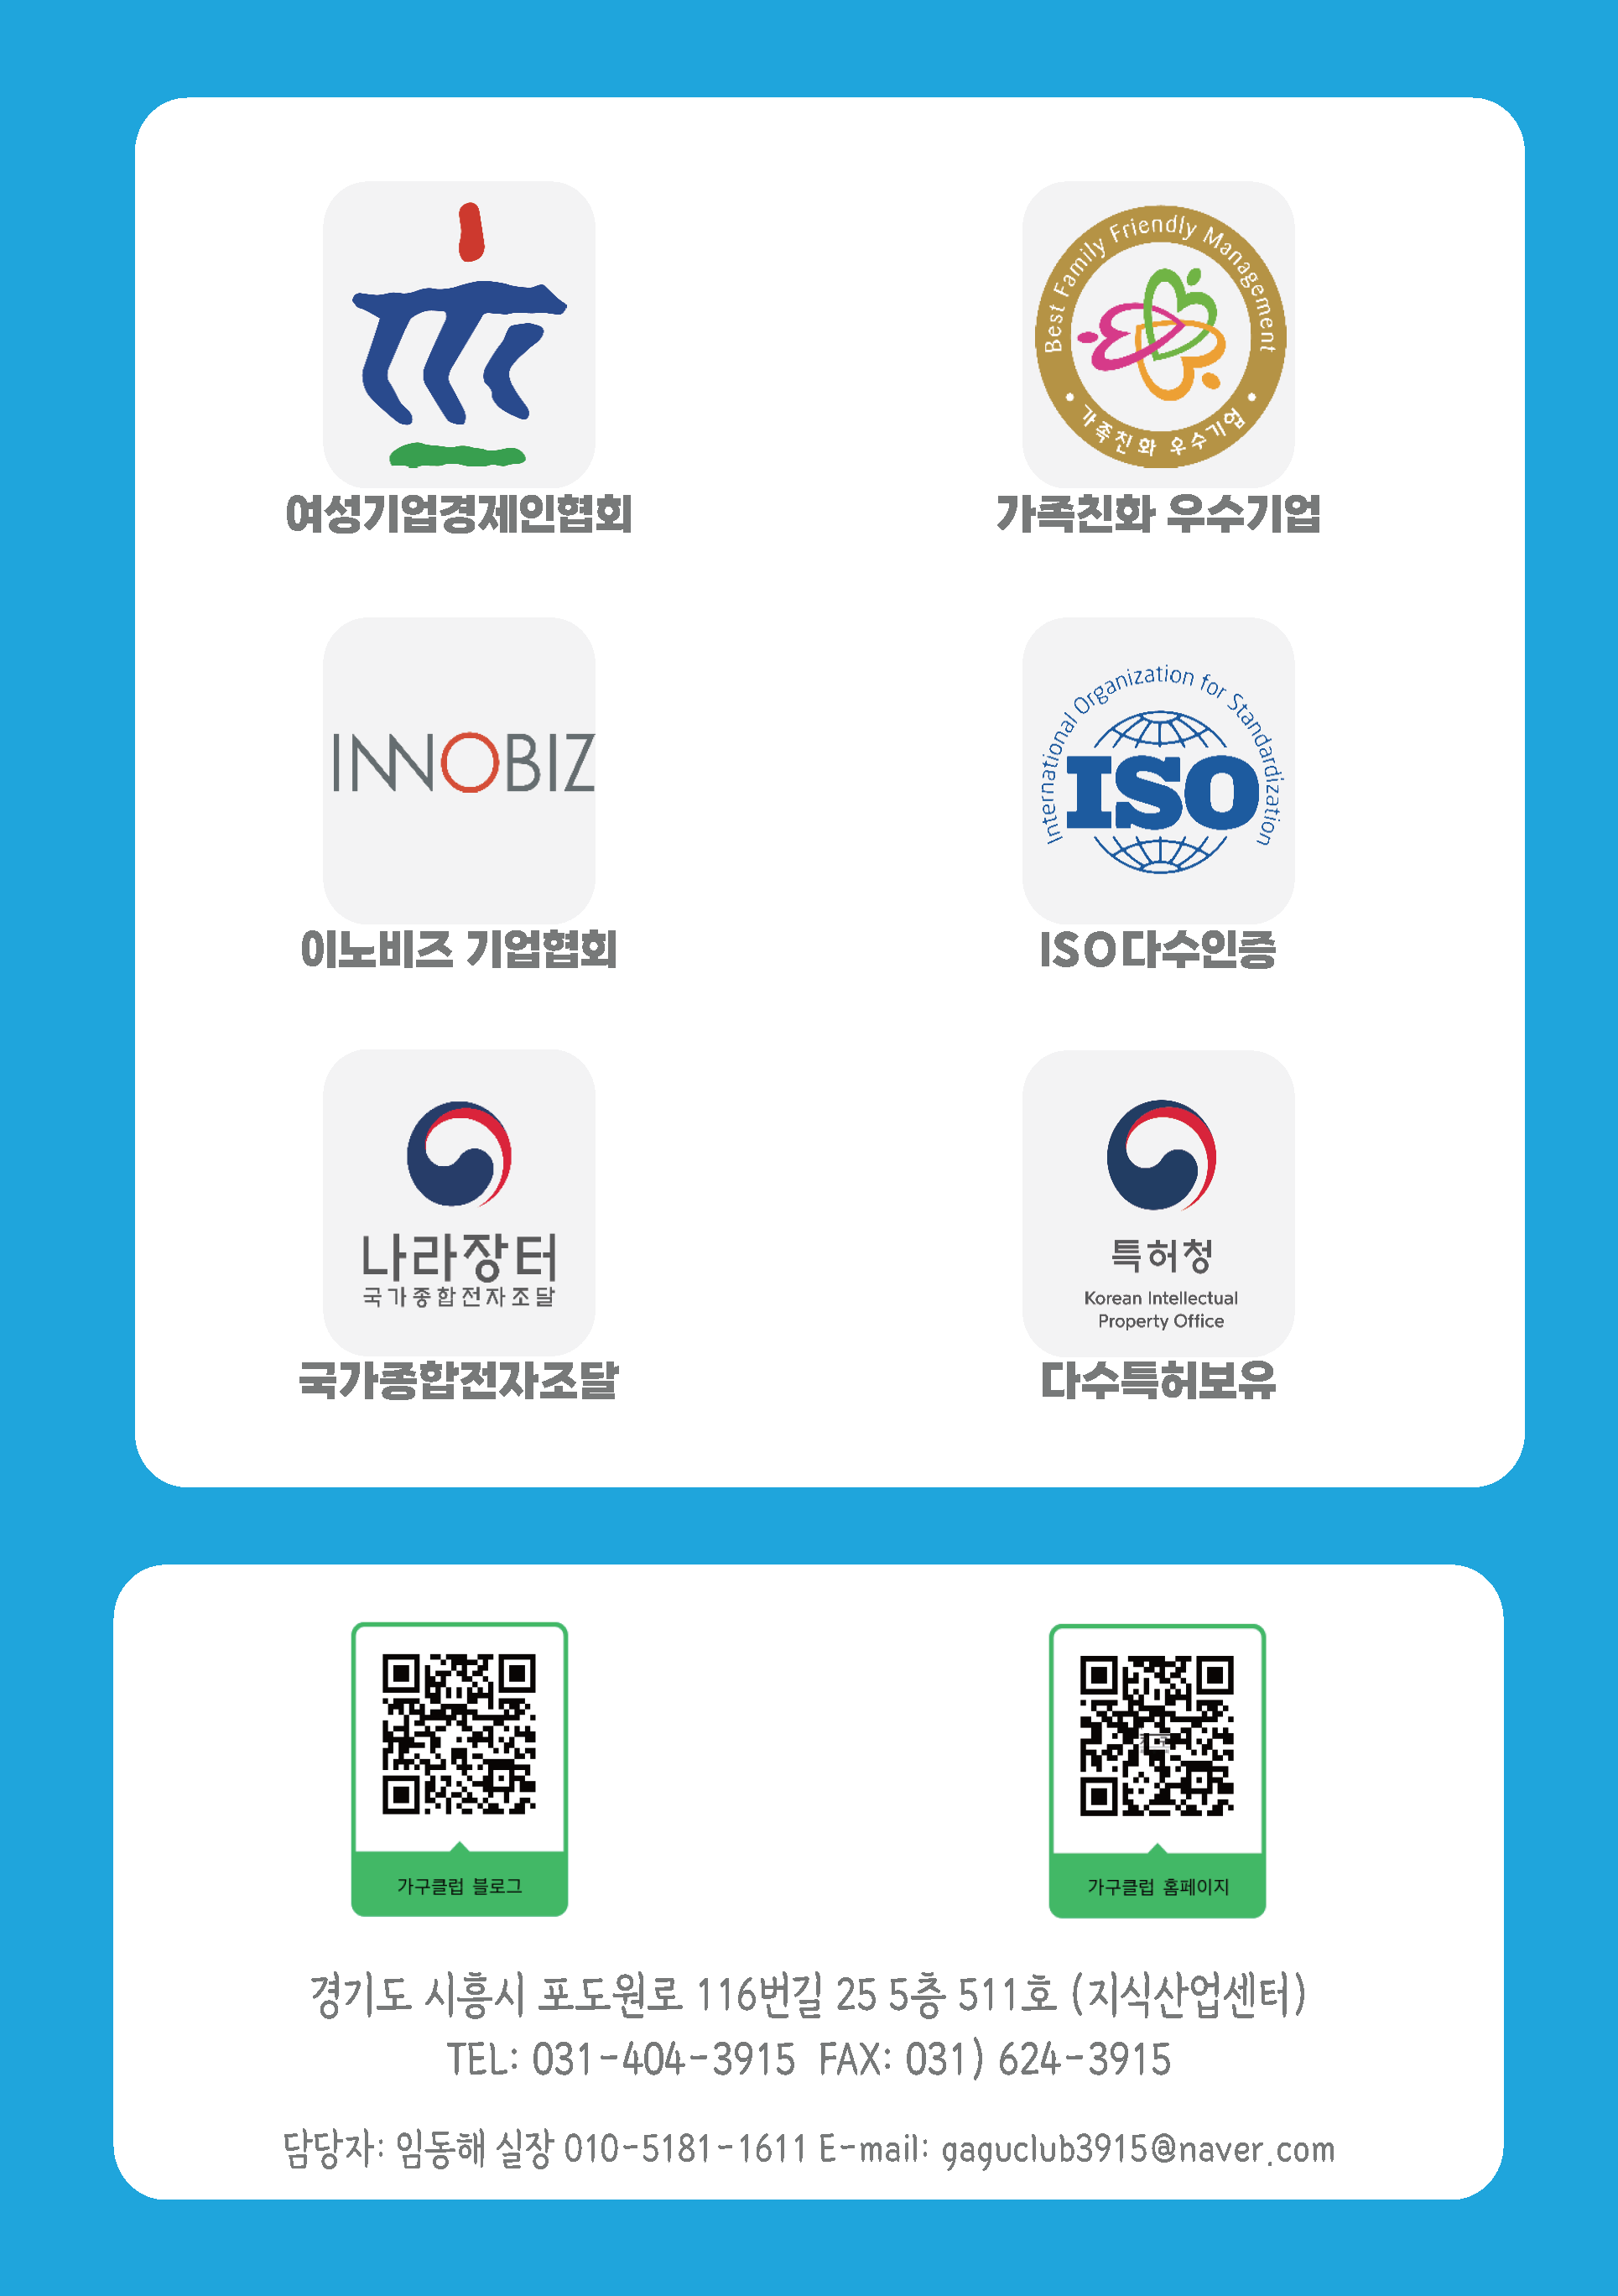 Best Family Friendly Management
가족친화 우수기업
여성기업경제인협회
가족친화 우수기업
INNOBIZ
International Organization for Standardization
ISO
이노비즈 기업협회
ISO다수인증
나라장터
국가종합전자조달
특허청
Korean Intellectual
Property Office
국가종합전자조달
다수특허보유
가구클럽 블로그
가구클럽 홈페이지
경기도 시흥시 포도원로 116번길 25 5층 511호 (지식산업센터)
TEL: 031-404-3915 FAX: 031) 624-3915
담당자: 임동해 실장 010-5181-1611 E-mail: gaguclub3915@naver.com